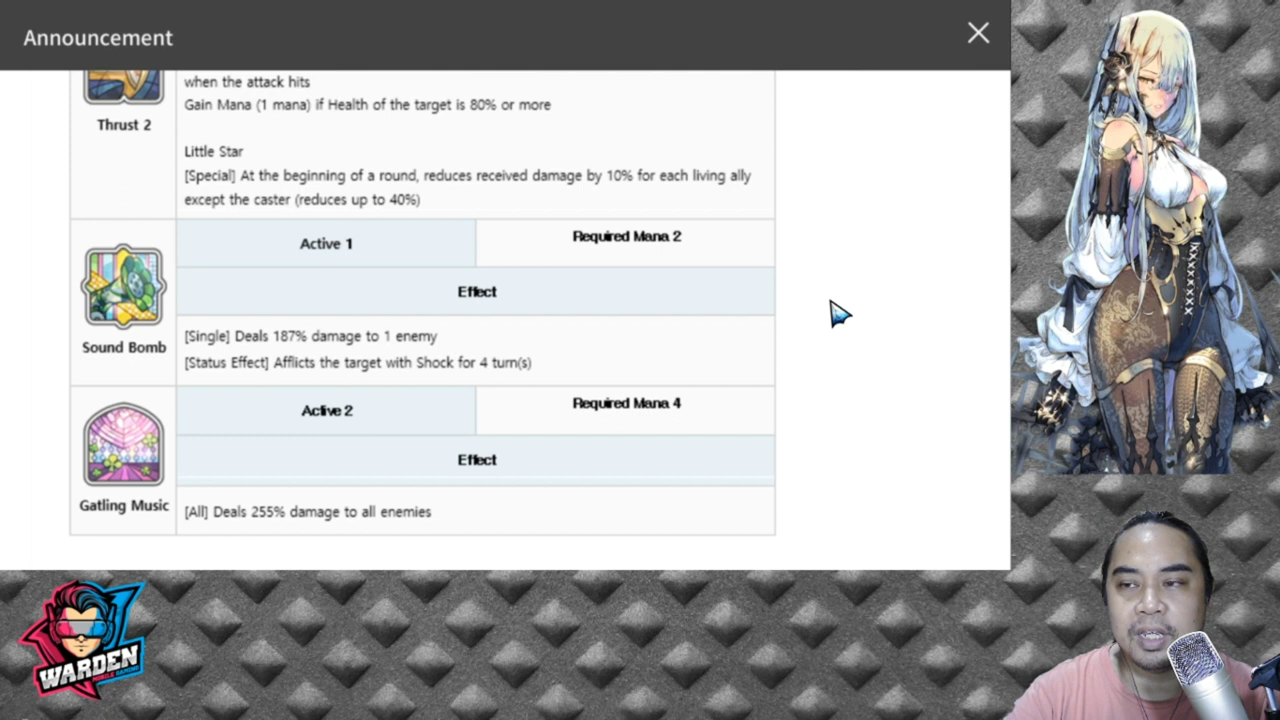 Announcement
when the attack hits
Gain Mana (1 mana) if Health of the target is 80% or more
Thrust 2
Little Star
[Special] At the beginning of a round, reduces received damage by 10% for each living ally
except the caster (reduces up to 40%)
Active 1
Required Mana 2
Effect
Sound Bomb
[Single] Deals 187% damage to 1 enemy
[Status Effect] Afflicts the target with Shock for 4 turn(s)
Active 2
Required Mana 4
Effect
Gatling Music
[All] Deals 255% damage to all enemies
WARDEN
MOBILE GAMING